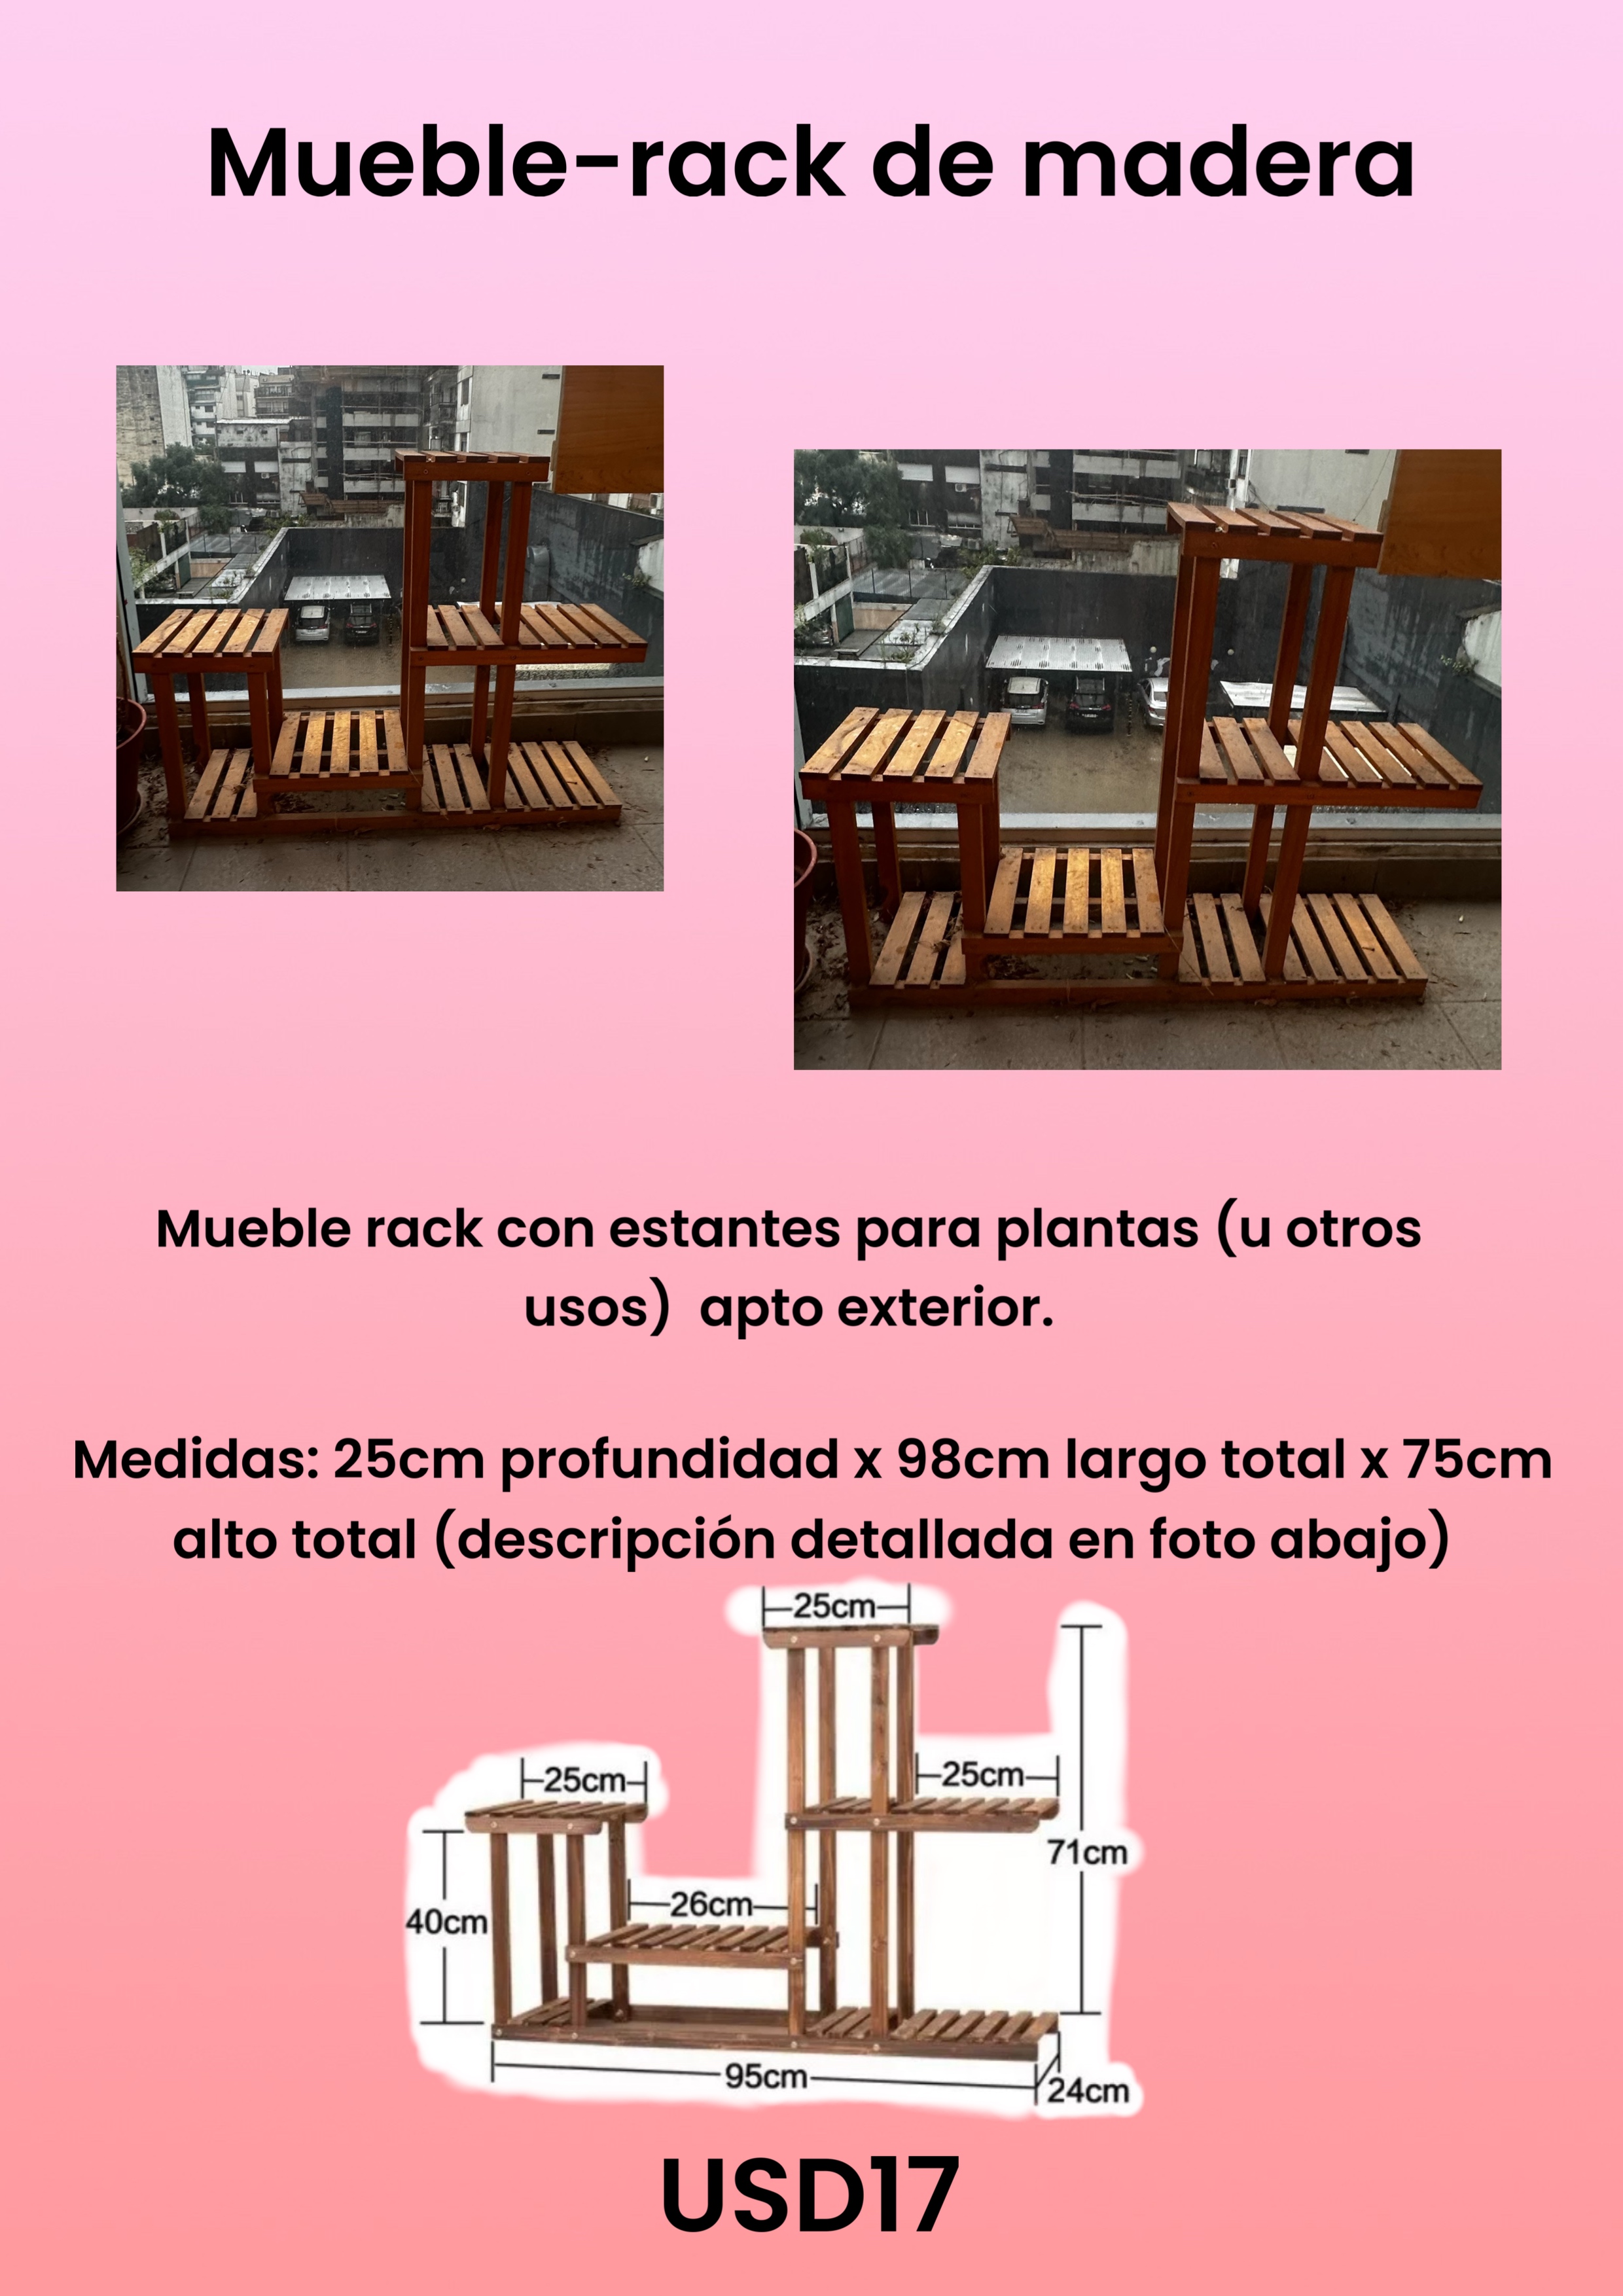 Mueble-rack de madera
Mueble rack con estantes para plantas (u otros
usos)  apto exterior.
Medidas: 25cm profundidad x 98cm largo total x 75cm
alto total (descripción detallada en foto abajo)
25cm
25cm
25cm
71cm
26cm
40cm
95cm
24cm
USD17